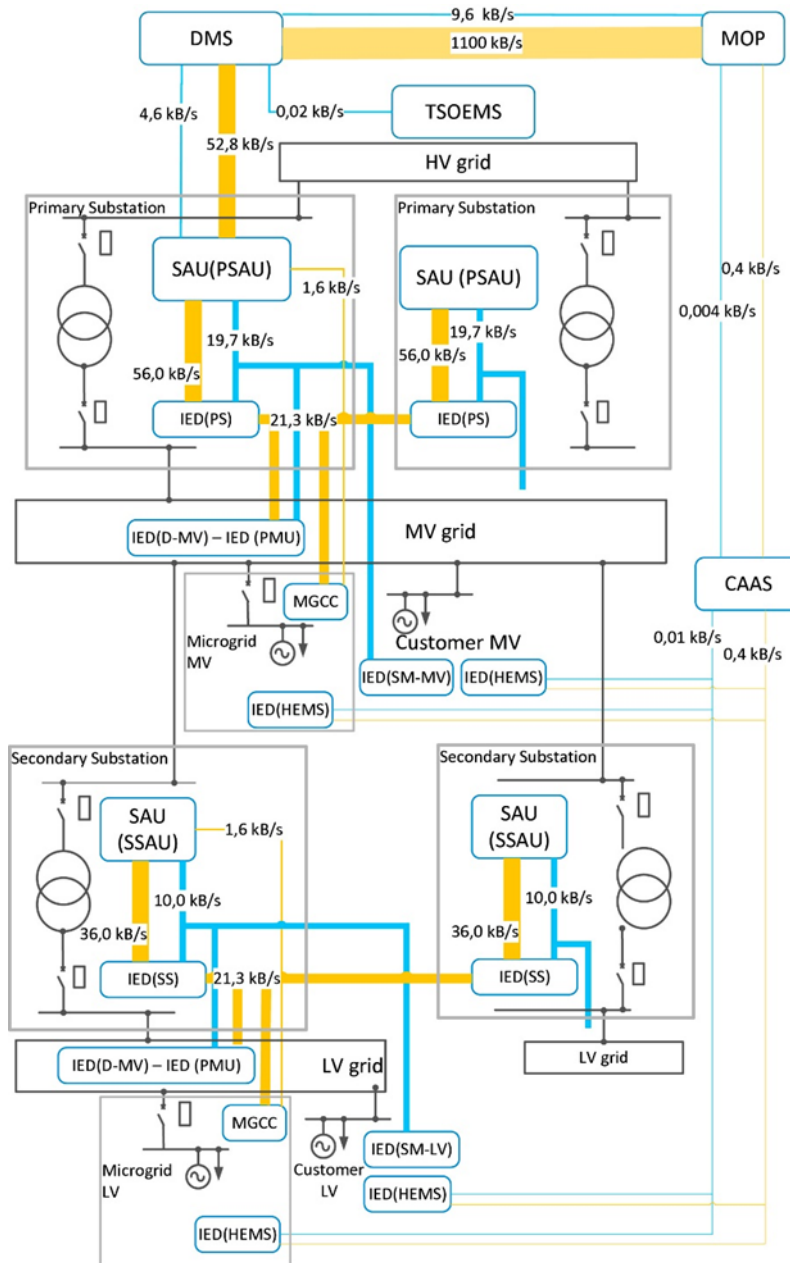 9,6 kB/s
DMS
1100 kB/s
MOP
4,6 kB/s
0,02 kB/s
TSOEMS
52,8 kB/s
HV grid
Primary Substation
Primary Substation
SAU(PSAU)
1,6 kB/s
SAU (PSAU)
0,4 kB/s
0,004 kB/s
19,7 kB/s
56,0 kB/s
19,7 kB/s
56,0 kB/s
IED(PS)
21,3 kB/s
IED(PS)
MV grid
IED(D-MV) – IED (PMU)
MGCC
CAAS
Microgrid
MV
Customer MV
0,01 kB/s
0,4 kB/s
IED(SM-MV)
IED(HEMS)
IED(HEMS)
Secondary Substation
Secondary Substation
SAU
(SSAU)
1,6 kB/s
SAU
(SSAU)
10,0 kB/s
36,0 kB/s
10,0 kB/s
36,0 kB/s
IED(SS)
21,3 kB/s
IED(SS)
IED(D-MV) – IED (PMU)
LV grid
LV grid
MGCC
Microgrid
LV
Customer
LV
IED(SM-LV)
IED(HEMS)
IED(HEMS)